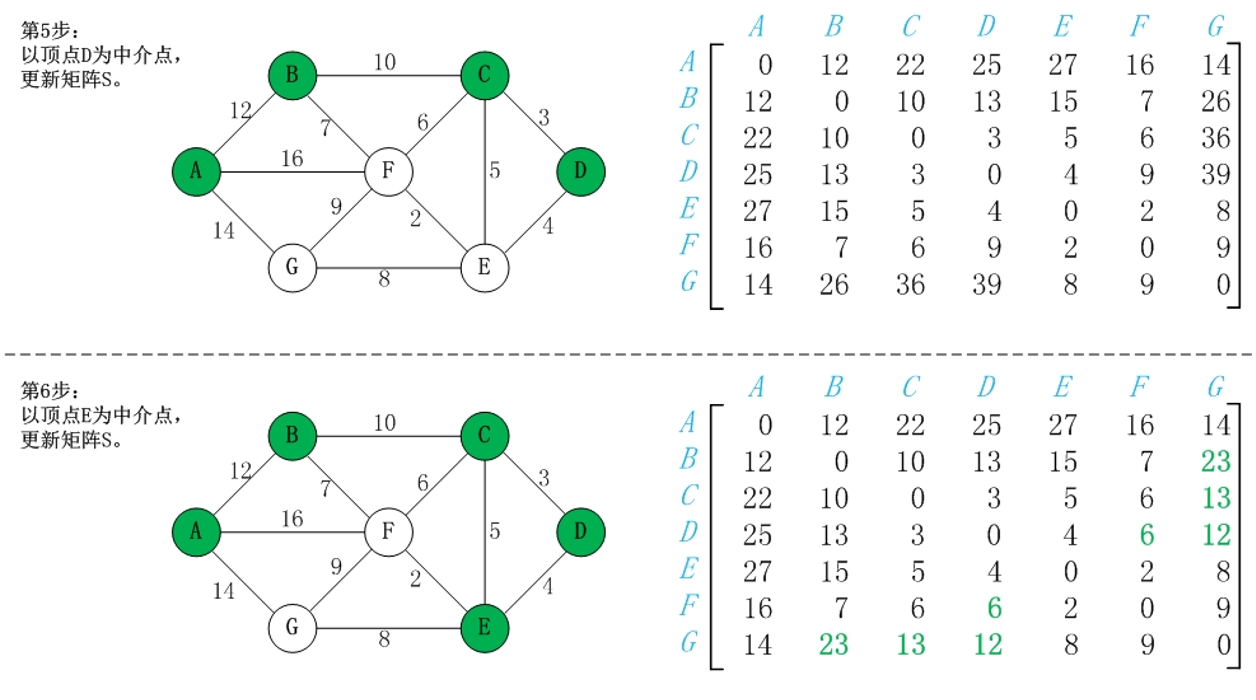 第5步：
以顶点D为中介点，
更新矩阵S。
B 10 C
12 7 6 3
A 16 F 5 D
14 9 2 4
G 8 E
A B C D E F G
A 0 12 22 25 27 16 14
B 12 0 10 13 15 7 26
C 22 10 0 3 5 6 36
D 25 13 3 0 4 9 39
E 27 15 5 4 0 2 8
F 16 7 6 9 2 0 9
G 14 26 36 39 8 9 0
第6步：
以顶点E为中介点，
更新矩阵S。
B 10 C
12 7 6 3
A 16 F 5 D
14 9 2 4
G 8 E
A B C D E F G
A 0 12 22 25 27 16 14
B 12 0 10 13 15 7 23
C 22 10 0 3 5 6 13
D 25 13 3 0 4 6 12
E 27 15 5 4 0 2 8
F 16 7 6 6 2 0 9
G 14 23 13 12 8 9 0